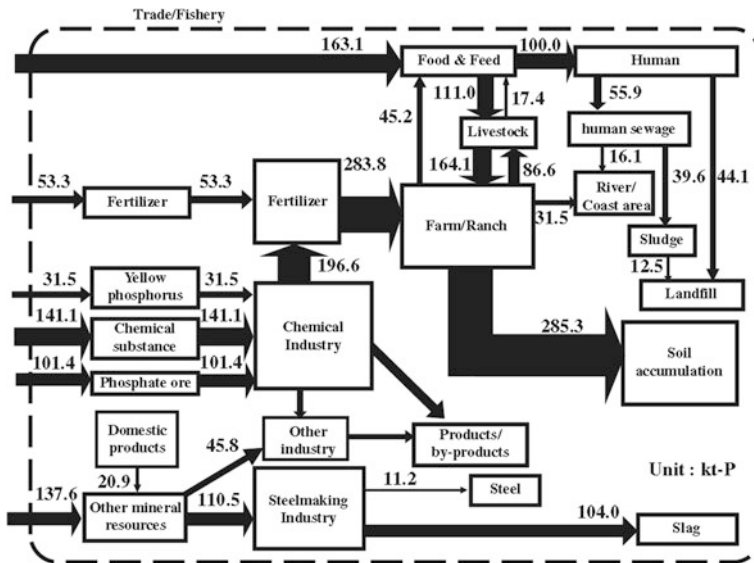 Trade/Fishery
163.1
Food & Feed
100.0
Human
45.2
111.0
17.4
55.9
Livestock
human sewage
164.1
86.6
16.1
39.6
44.1
53.3
Fertilizer
53.3
Fertilizer
283.8
Farm/Ranch
31.5
River/
Coast area
Sludge
12.5
Landfill
196.6
31.5
Yellow
phosphorus
31.5
141.1
Chemical
substance
141.1
Chemical
Industry
101.4
Phosphate ore
101.4
285.3
Soil
accumulation
Domestic
products
45.8
Other
industry
Products/
by-products
20.9
137.6
Other mineral
resources
110.5
Steelmaking
Industry
11.2
Steel
Unit : kt-P
104.0
Slag